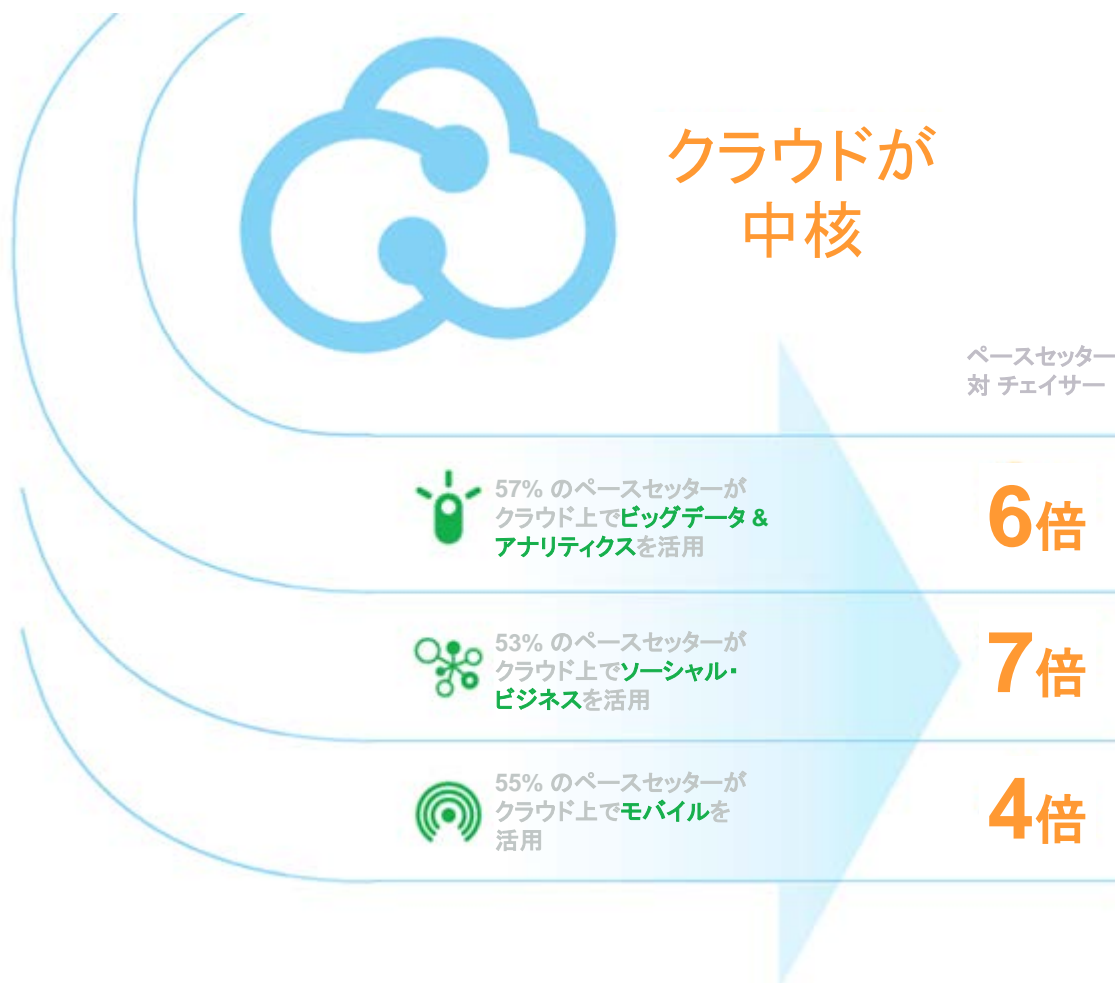 クラウドが
中核
ペースセッター
対 チェイサー
57% のペースセッターが
クラウド上でビッグデータ &
アナリティクスを活用
6倍
53% のペースセッターが
クラウド上でソーシャル・
ビジネスを活用
7倍
55% のペースセッターが
クラウド上でモバイルを
活用
4倍